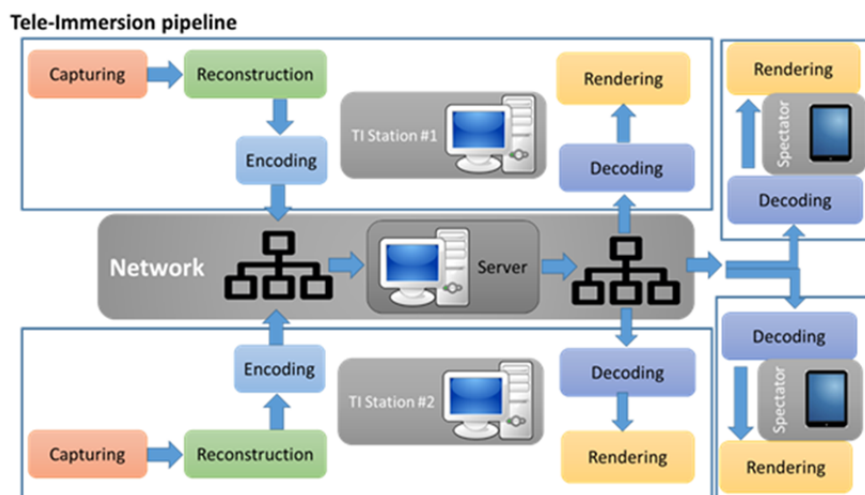 Tele-Immersion pipeline
Capturing
Reconstruction
Encoding
TI Station #1
Rendering
Decoding
Rendering
Spectator
Decoding
Network
Server
Encoding
Capturing
Reconstruction
TI Station #2
Decoding
Rendering
Decoding
Spectator
Rendering